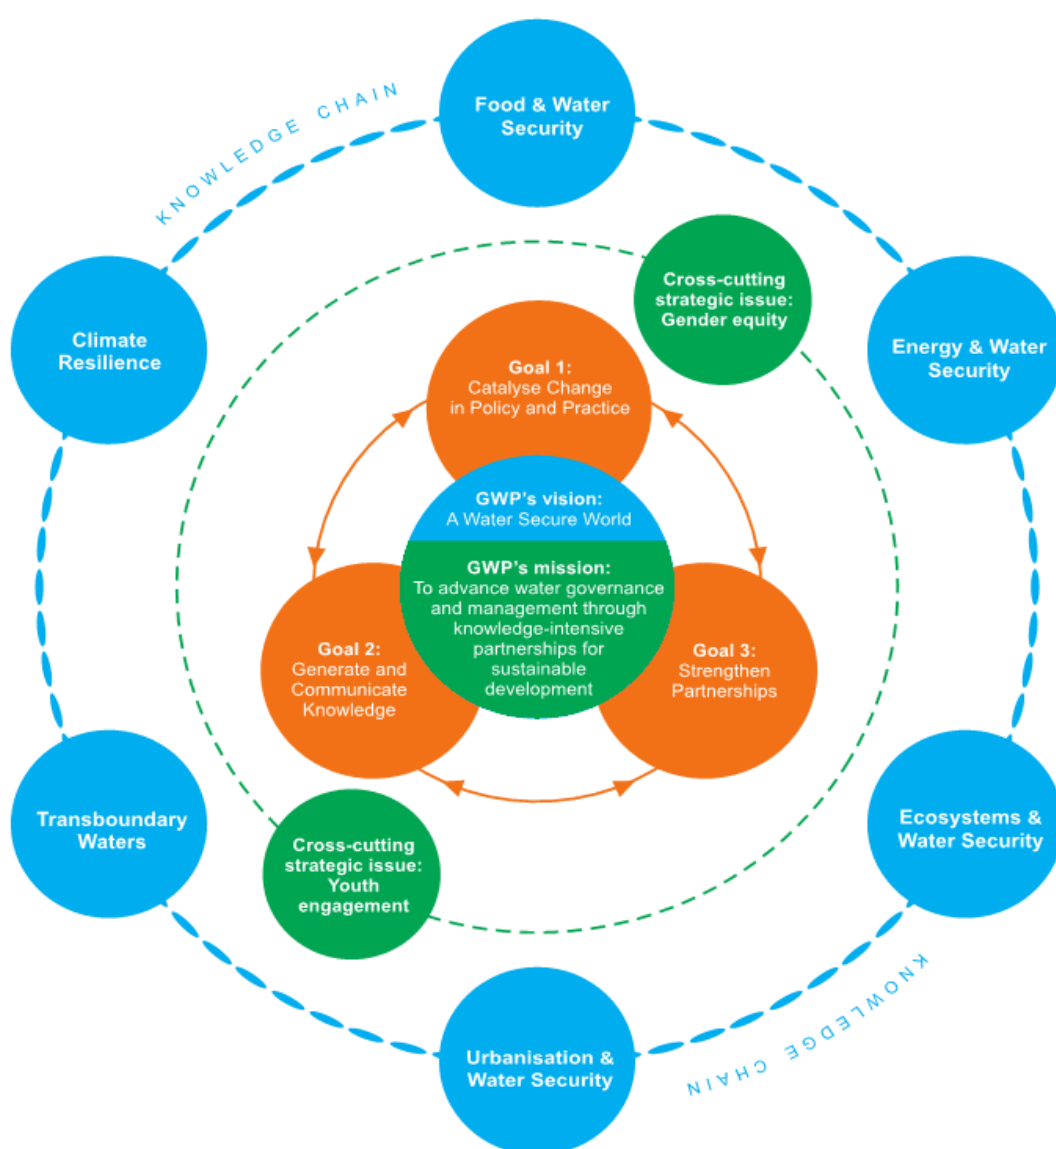 KNOWLEDGE CHAIN
Food & Water
Security
Cross-cutting
strategic issue:
Gender equity
Climate
Resilience
Energy & Water
Security
Goal 1:
Catalyse Change
in Policy and Practice
GWP's vision:
A Water Secure World
GWP's mission:
To advance water governance
and management through
knowledge-intensive
partnerships for
sustainable
development
Goal 2:
Generate and
Communicate
Knowledge
Goal 3:
Strengthen
Partnerships
Transboundary
Waters
Cross-cutting
strategic issue:
Youth
engagement
Ecosystems &
Water Security
Urbanisation &
Water Security
KNOWLEDGE CHAIN